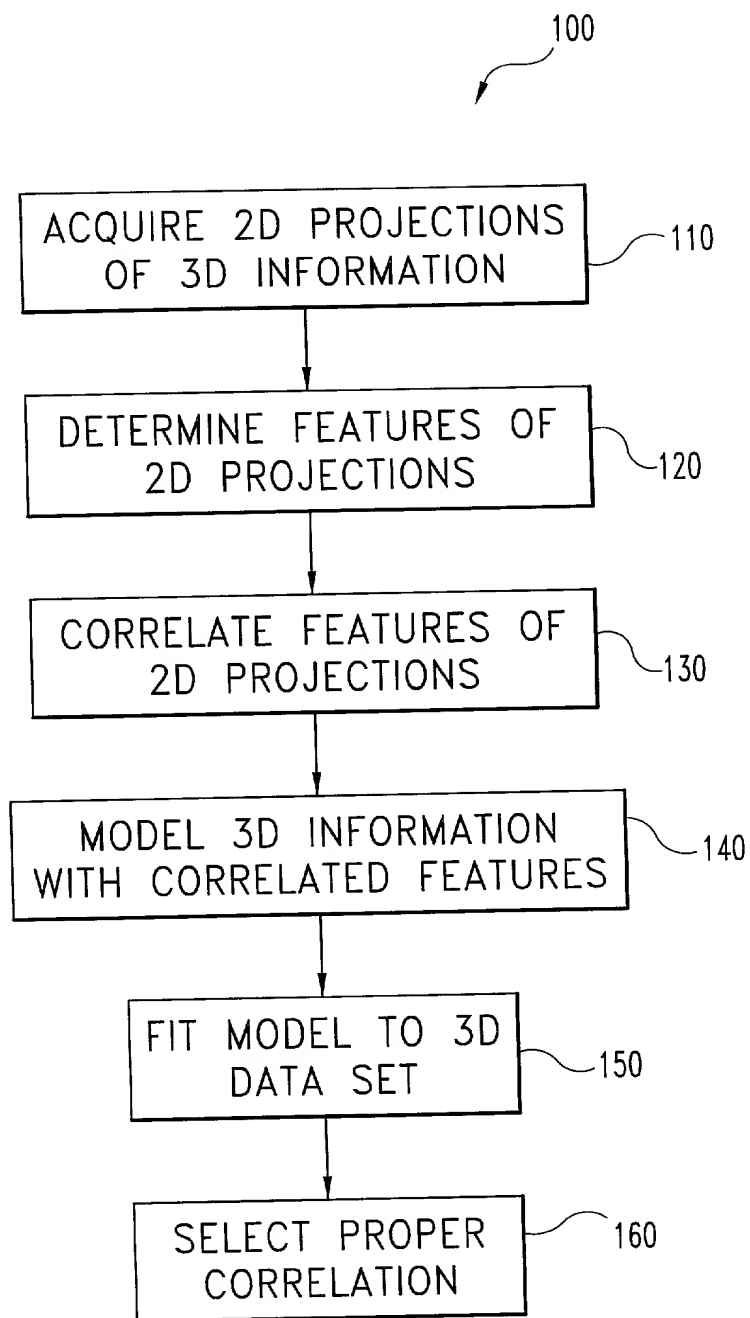 100
ACQUIRE 2D PROJECTIONS
OF 3D INFORMATION
110
DETERMINE FEATURES OF
2D PROJECTIONS
120
CORRELATE FEATURES OF
2D PROJECTIONS
130
MODEL 3D INFORMATION
WITH CORRELATED FEATURES
140
FIT MODEL TO 3D
DATA SET
150
SELECT PROPER
CORRELATION
160